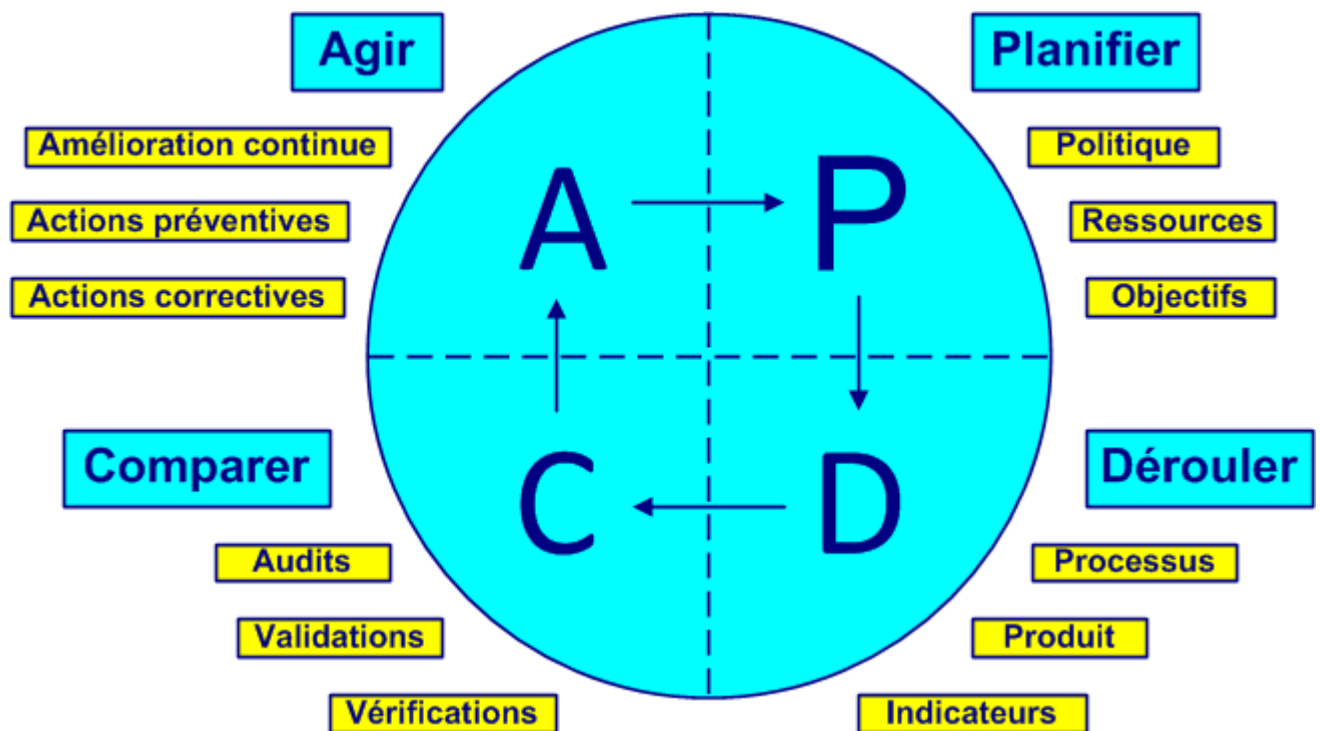 Agir
Planifier
Amélioration continue
Politique
Actions préventives
Ressources
Actions correctives
Objectifs
A
P
C
D
Comparer
Dérouler
Audits
Processus
Validations
Produit
Vérifications
Indicateurs